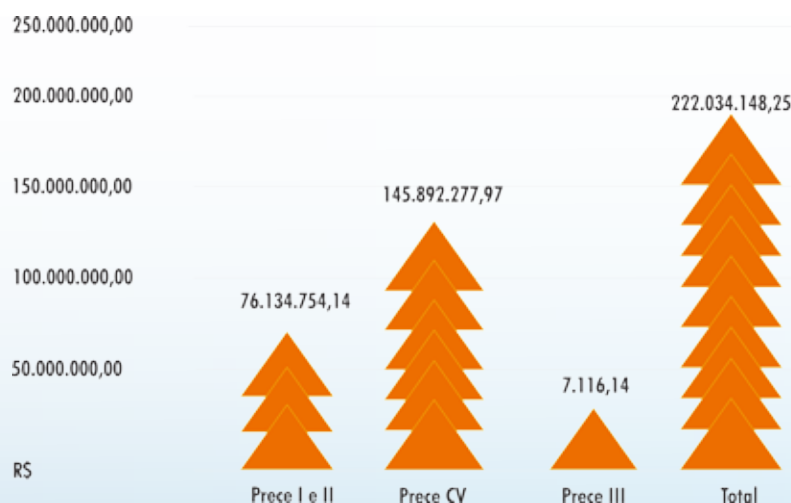 250.000.000,00
200.000.000,00
222.034.148,25
150.000.000,00
145.892.277,97
100.000.000,00
76.134.754,14
50.000.000,00
7.116,14
R$
Prece I e II
Prece CV
Prece III
Total